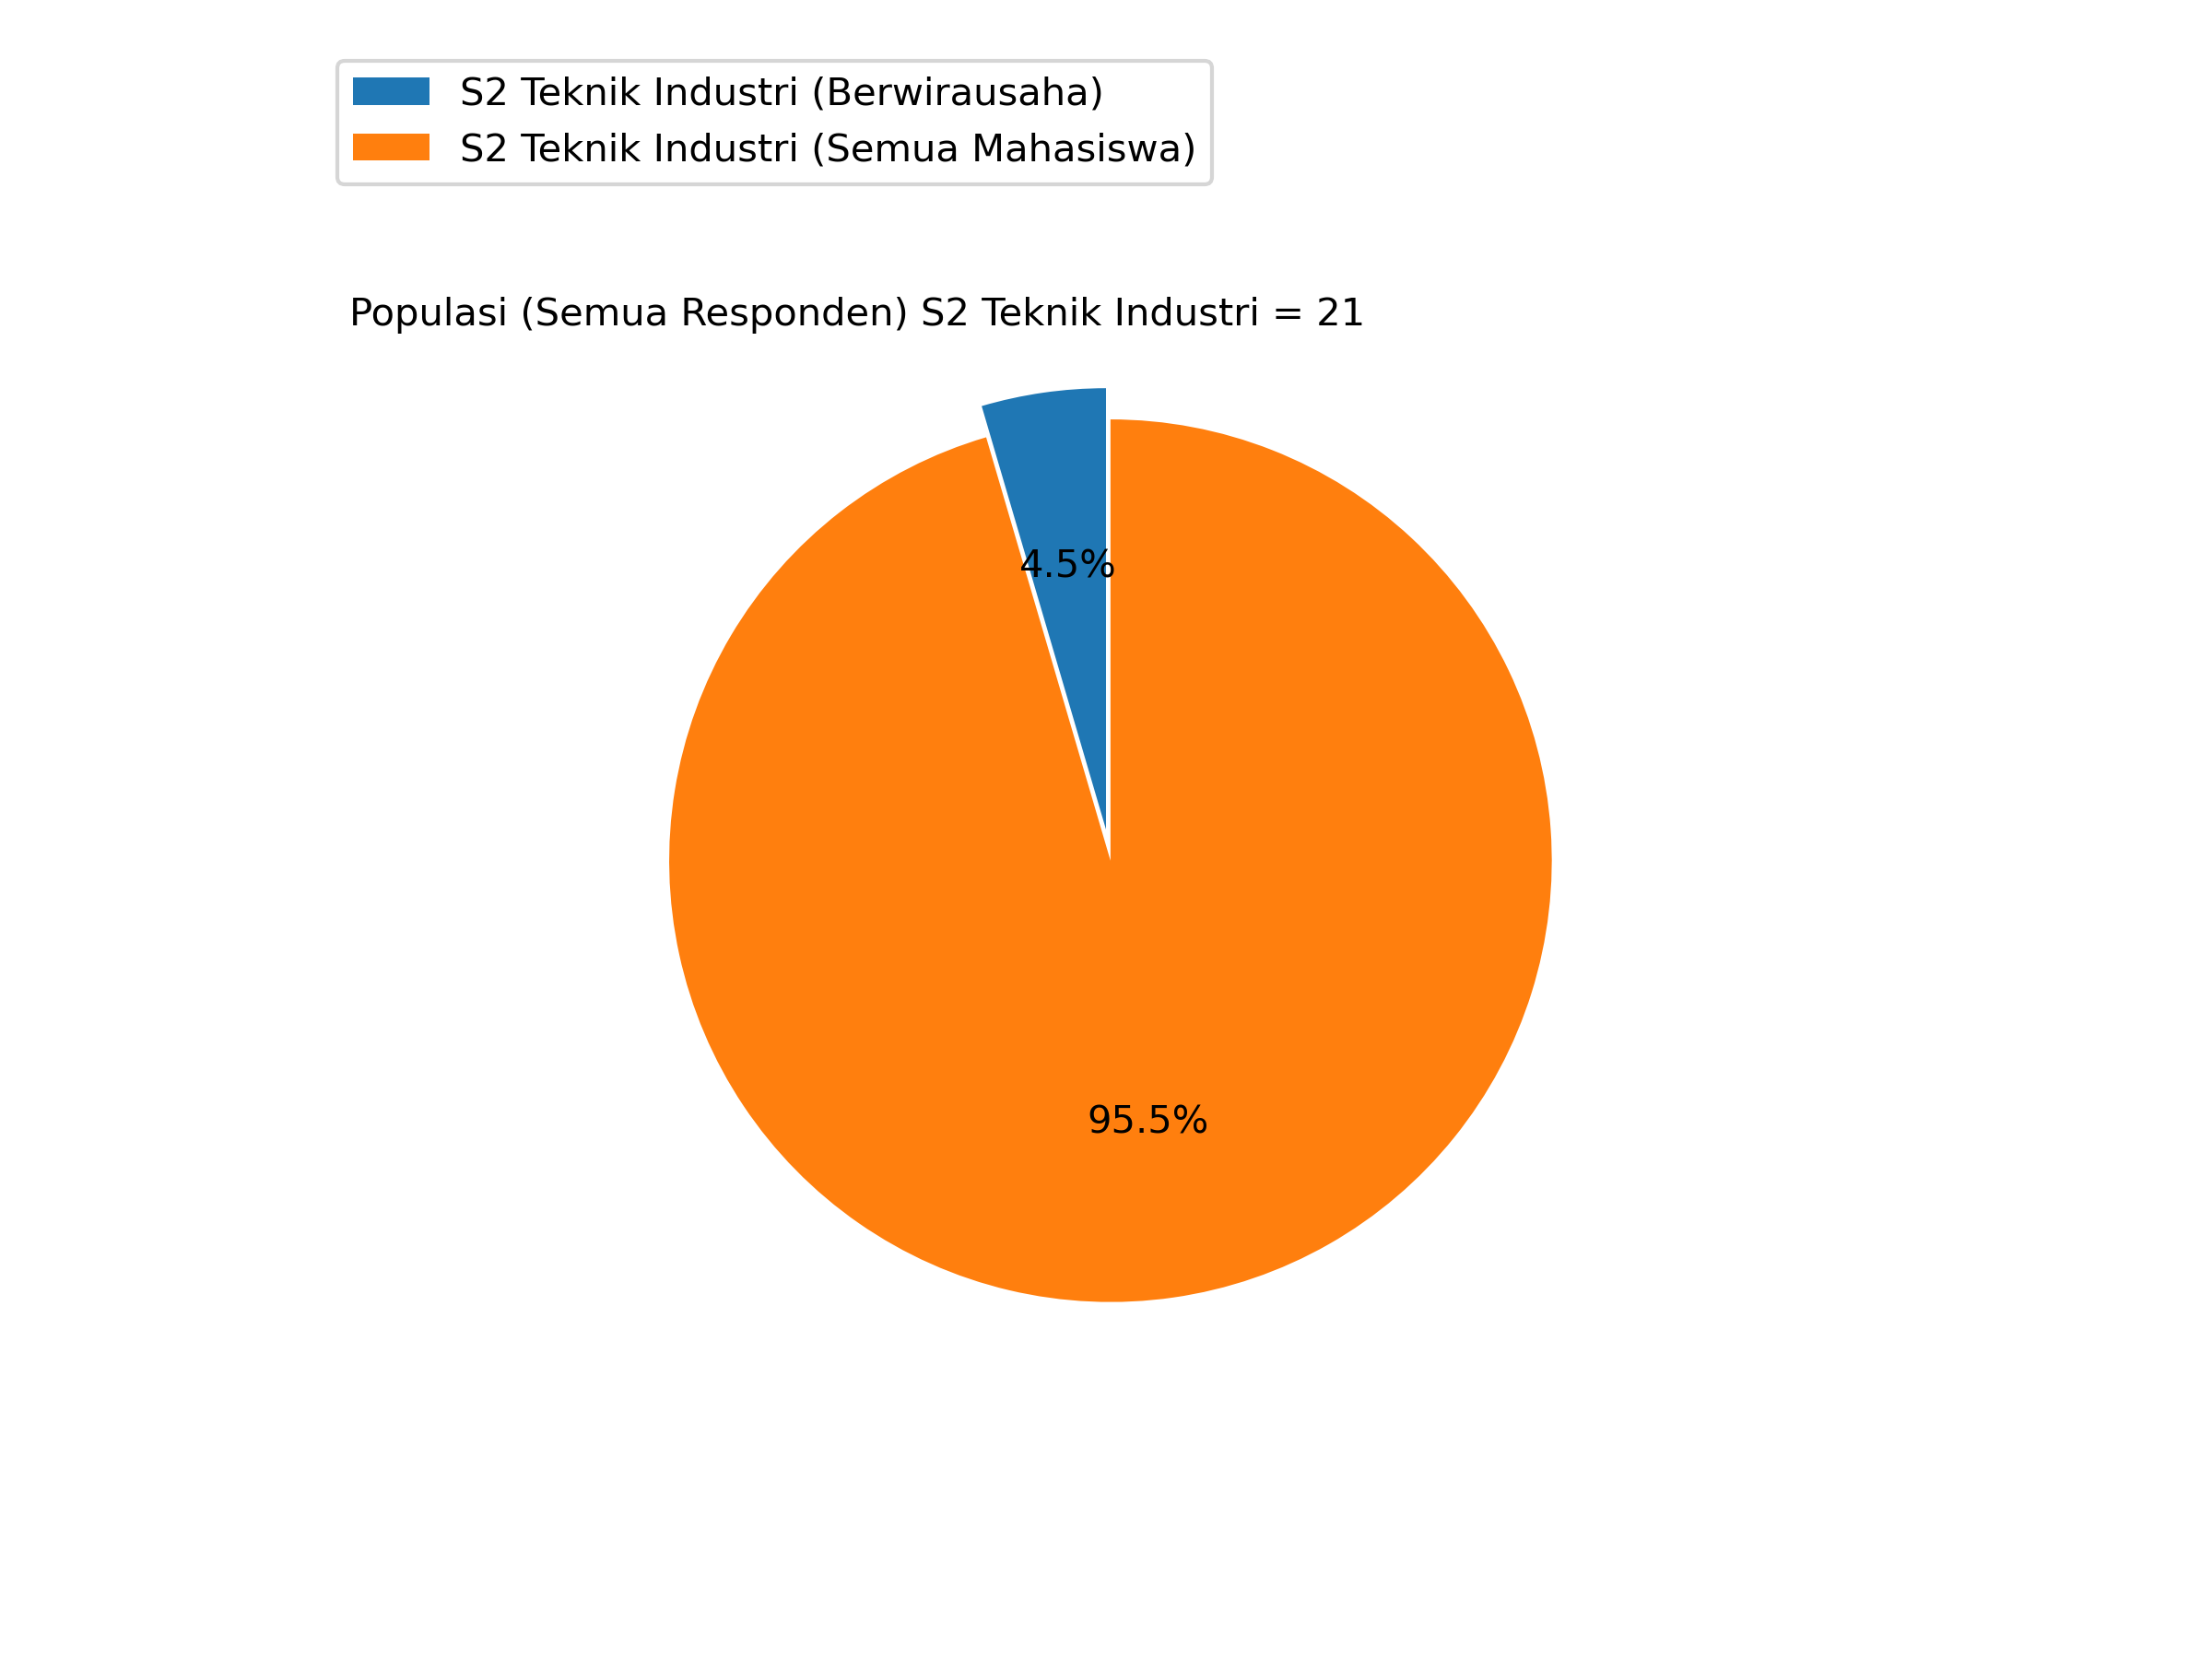 S2 Teknik Industri (Berwirausaha)
S2 Teknik Industri (Semua Mahasiswa)
Populasi (Semua Responden) S2 Teknik Industri = 21
4.5%
95.5%